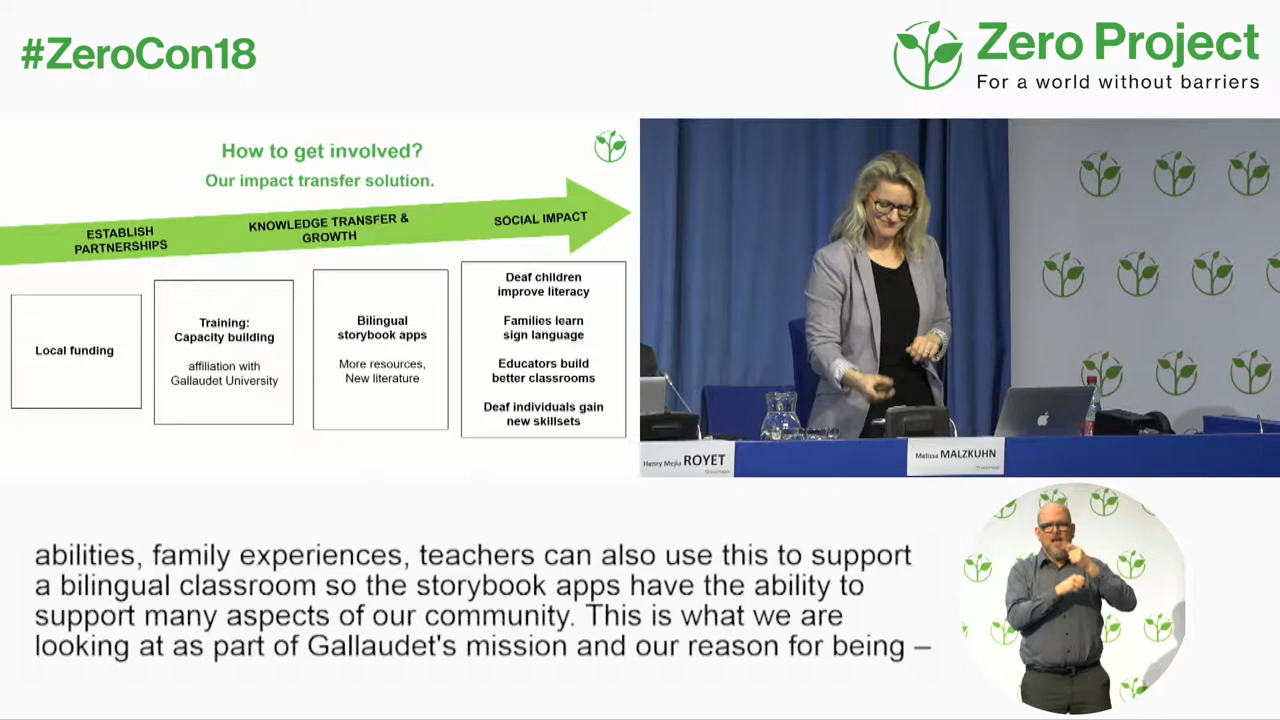 #ZeroCon18
Zero Project
For a world without barriers
How to get involved?
Our impact transfer solution.
ESTABLISH
PARTNERSHIPS
KNOWLEDGE TRANSFER &
GROWTH
SOCIAL IMPACT
Local funding
Training:
Capacity building
affiliation with
Gallaudet University
Bilingual
storybook apps
More resources,
New literature
Deaf children
improve literacy
Families learn
sign language
Educators build
better classrooms
Deaf individuals gain
new skillsets
Henry Mejia ROYET
Melissa MALZKUHN
abilities, family experiences, teachers can also use this to support
a bilingual classroom so the storybook apps have the ability to
support many aspects of our community. This is what we are
looking at as part of Gallaudet's mission and our reason for being –